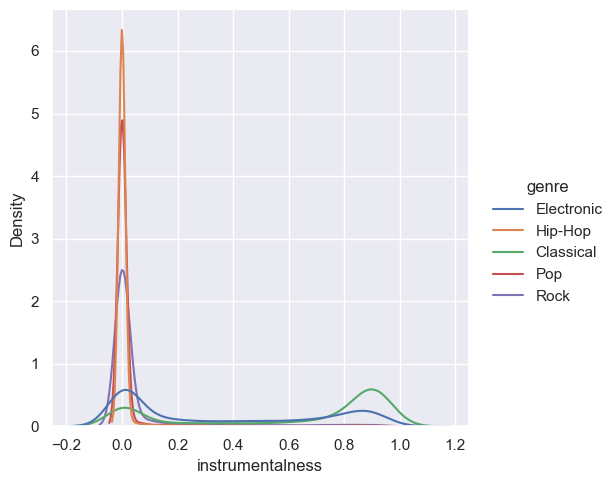 6
5
4
3
2
1
0
Density
−0.2 0.0 0.2 0.4 0.6 0.8 1.0 1.2
instrumentalness
genre
Electronic
Hip-Hop
Classical
Pop
Rock